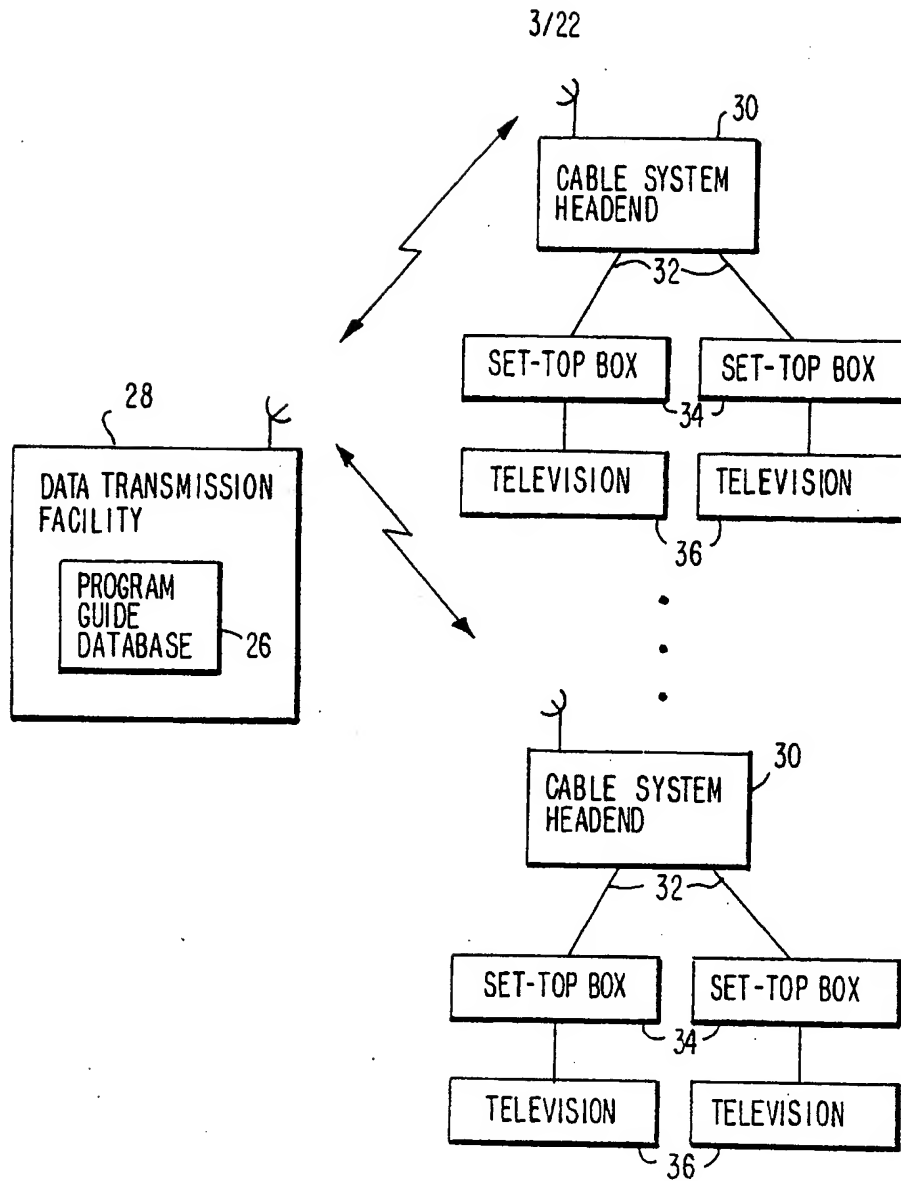 3/22
30
CABLE SYSTEM
HEADEND
32
SET-TOP BOX
SET-TOP BOX
34
TELEVISION
TELEVISION
36
28
DATA TRANSMISSION
FACILITY
PROGRAM
GUIDE
DATABASE
26
30
CABLE SYSTEM
HEADEND
32
SET-TOP BOX
SET-TOP BOX
34
TELEVISION
TELEVISION
36